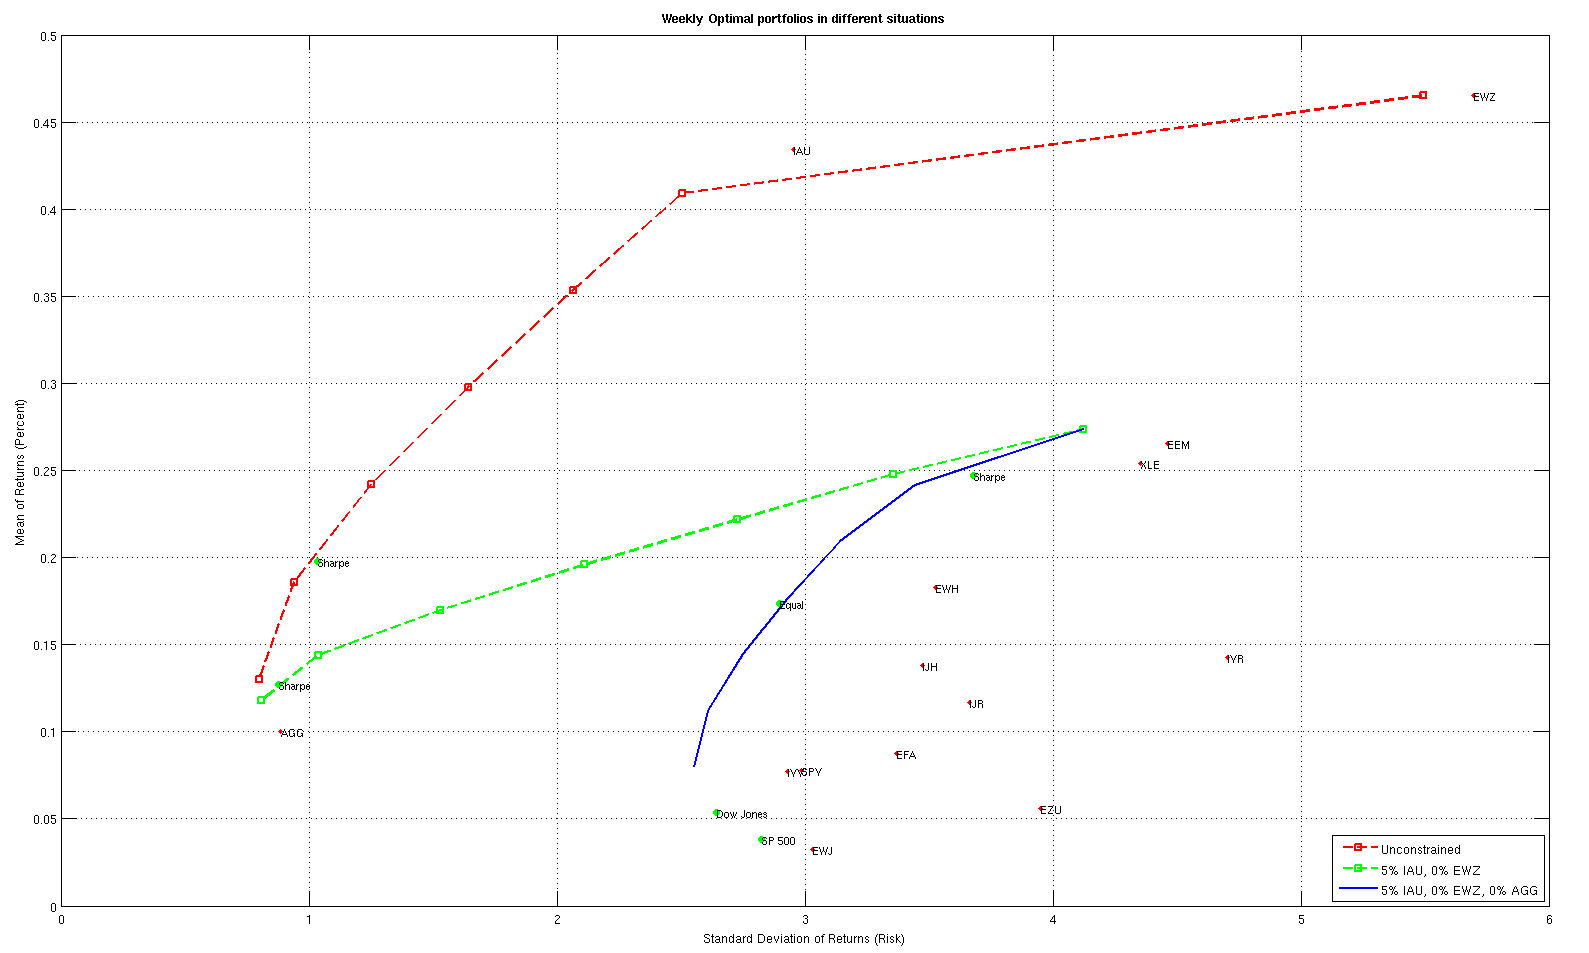 Weekly Optimal portfolios in different situations
0.5
0.45
0.4
0.35
0.3
0.25
0.2
0.15
0.1
0.05
0
Mean of Returns (Percent)
EWZ
IAU
EEM
XLE
Sharpe
Sharpe
EWH
Equal
IYR
IJH
Sharpe
IJR
AGG
EFA
IYY
SPY
EZU
Dow Jones
SP 500
EWJ
Unconstrained
5% IAU, 0% EWZ
5% IAU, 0% EWZ, 0% AGG
0 1 2 3 4 5 6
Standard Deviation of Returns (Risk)